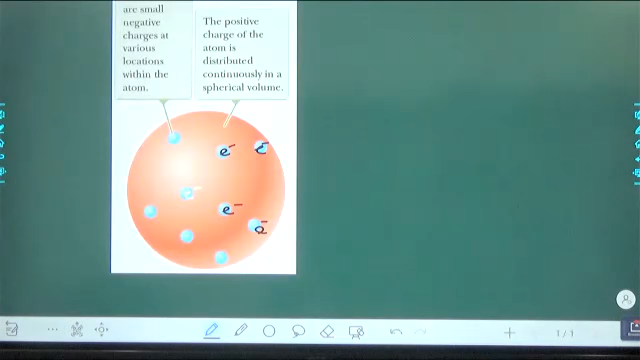 are small
negative
charges at
various
locations
within the
atom.
The positive
charge of the
atom is
distributed
continuously in a
spherical volume.
e⁻
e⁻
e⁻
e⁻
e⁻
1/1